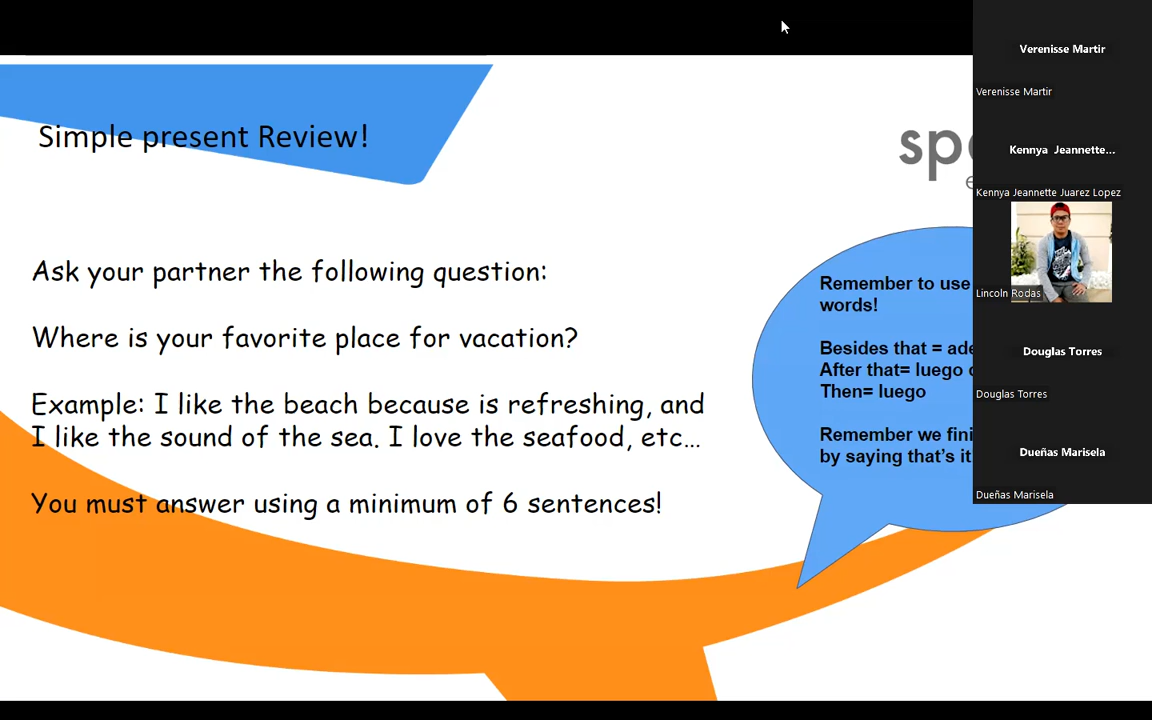 Simple present Review!
Ask your partner the following question:
Where is your favorite place for vacation?
Example: I like the beach because is refreshing, and
I like the sound of the sea. I love the seafood, etc...
You must answer using a minimum of 6 sentences!
Remember to use
words!
Besides that = ade
After that= luego
Then= luego
Remember we fini
by saying that's it
Verenisse Martir
Verenisse Martir
Kennya Jeannette...
Kennya Jeannette Juarez Lopez
Lincoln Rodas
Douglas Torres
Douglas Torres
Dueñas Marisela
Dueñas Marisela